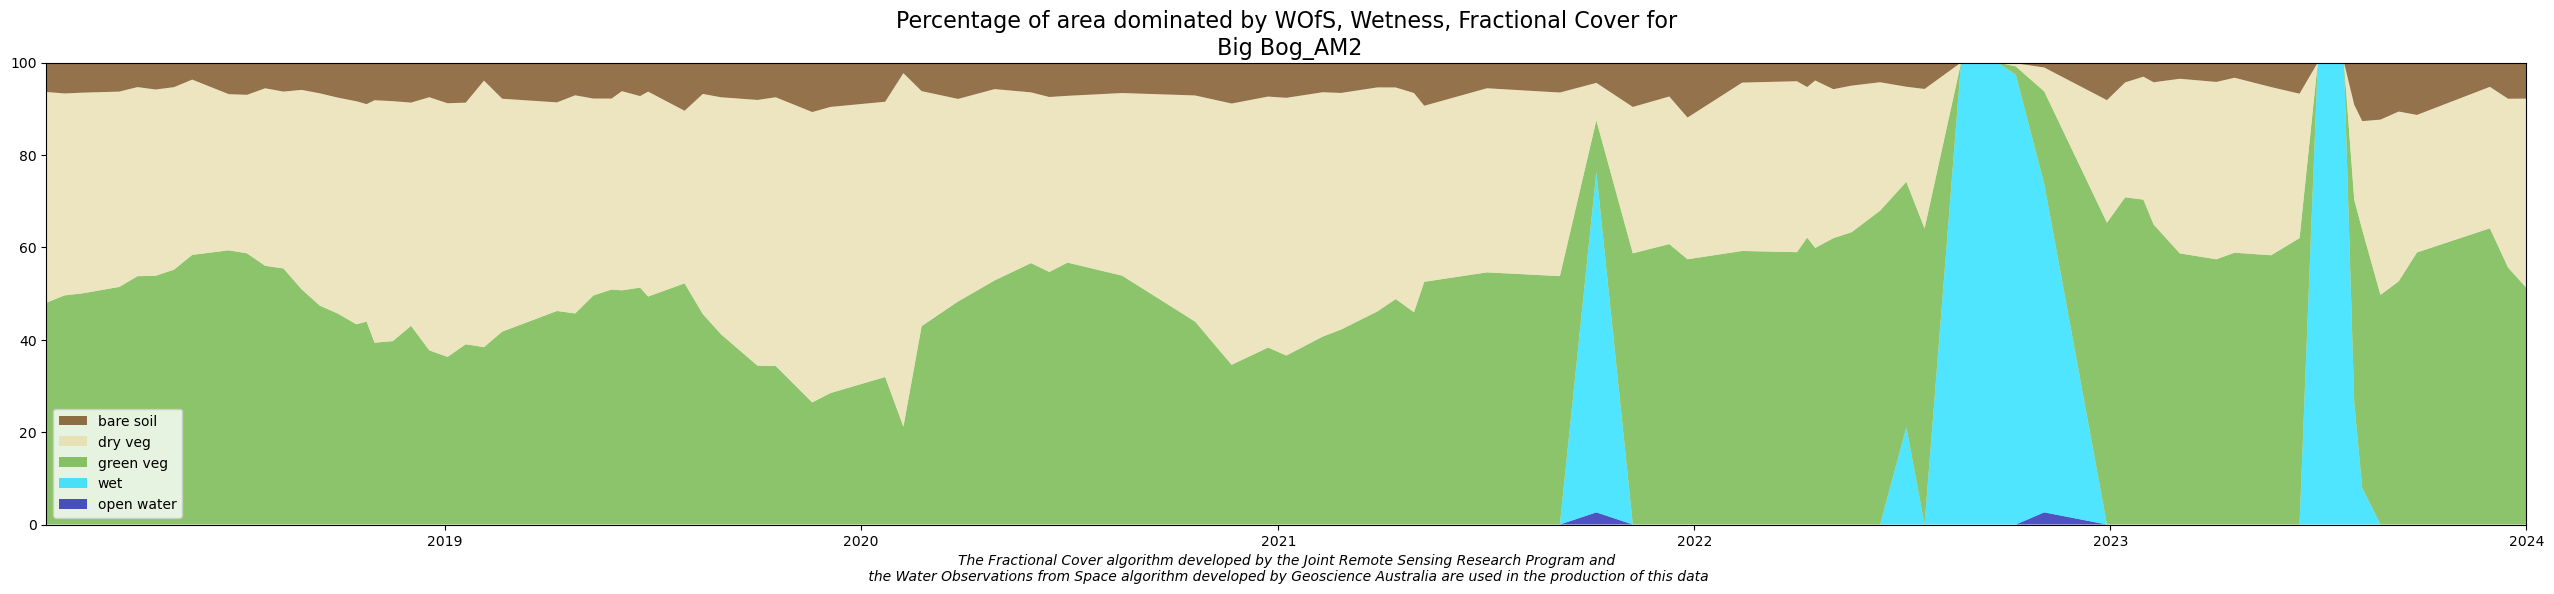 Percentage of area dominated by WOfS, Wetness, Fractional Cover for
Big Bog_AM2
100
80
60
40
20
0
bare soil
dry veg
green veg
wet
open water
2019
2020
2021
2022
2023
2024
The Fractional Cover algorithm developed by the Joint Remote Sensing Research Program and
the Water Observations from Space algorithm developed by Geoscience Australia are used in the production of this data